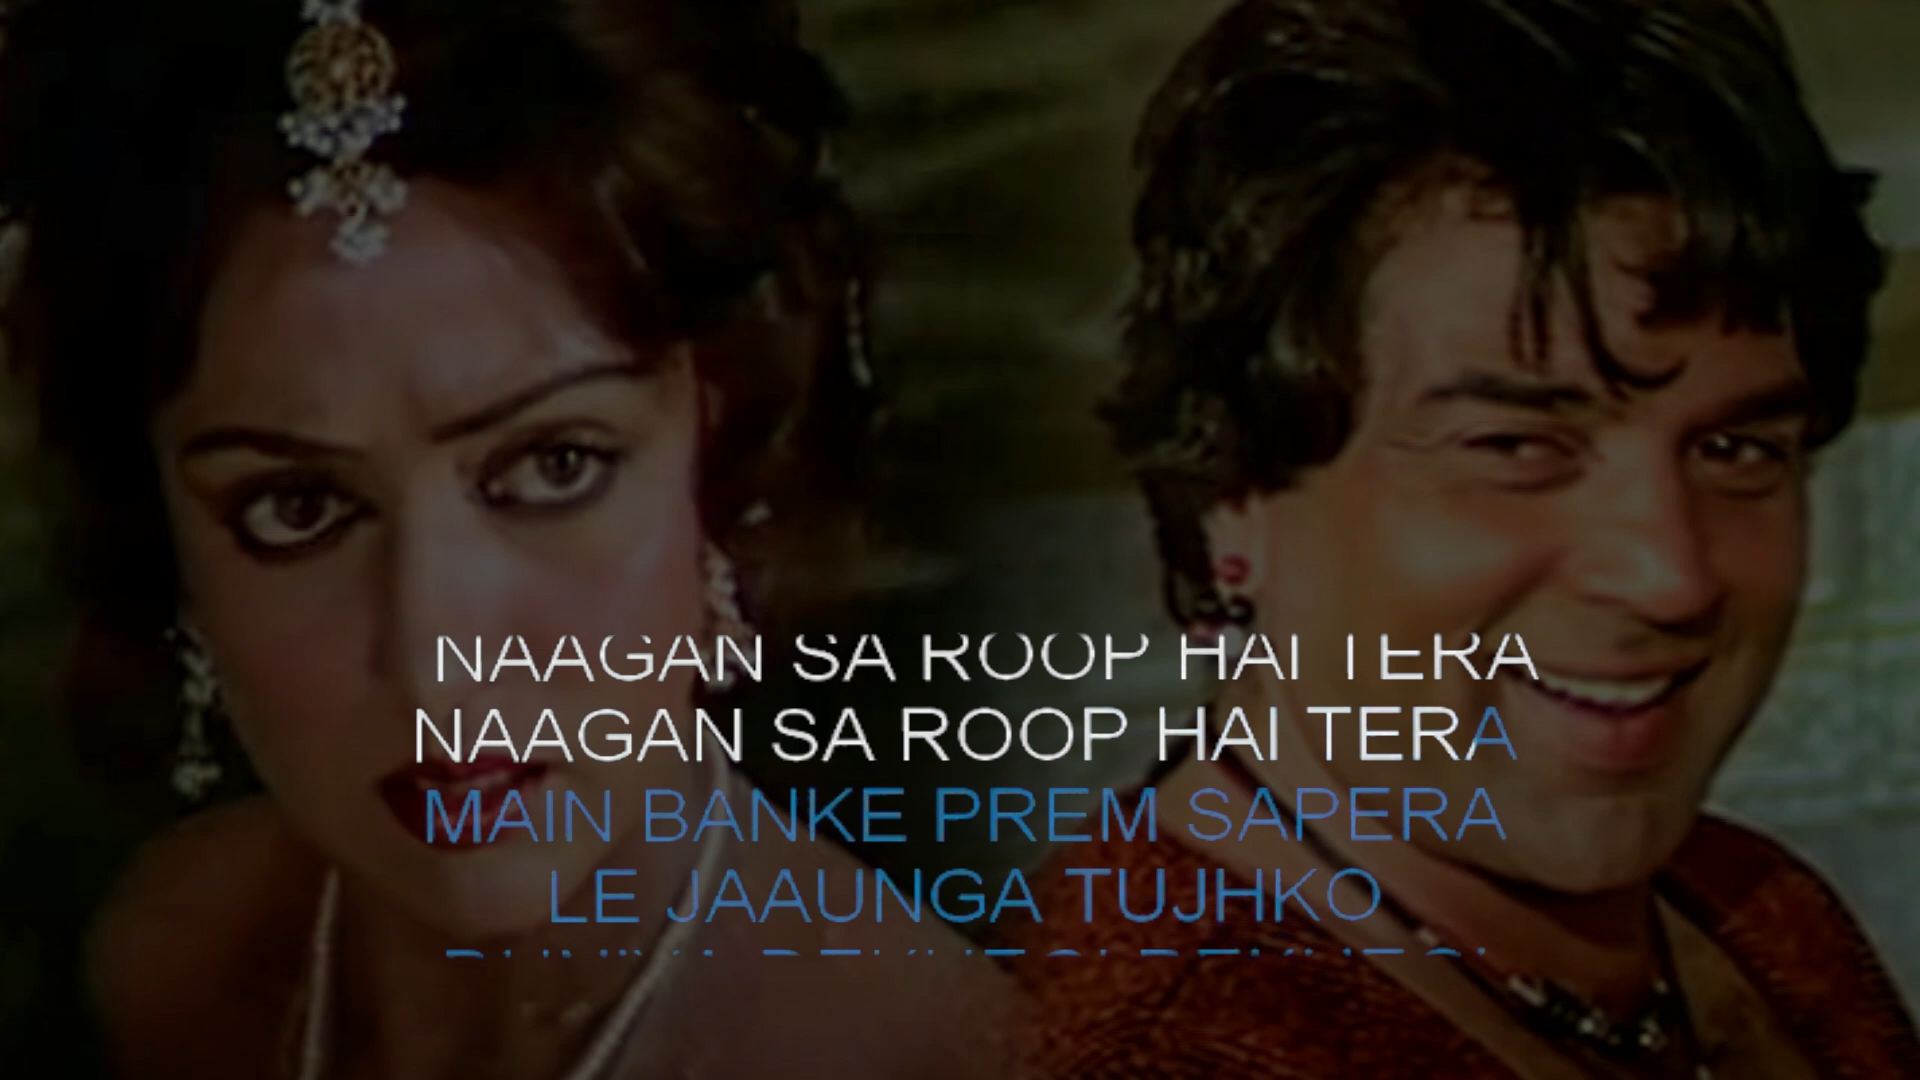 NAAGAN SA ROOP HAI TERA
NAAGAN SA ROOP HAI TERA
MAIN BANKE PREM SAPERA
LE JAAUNGA TUJHKO